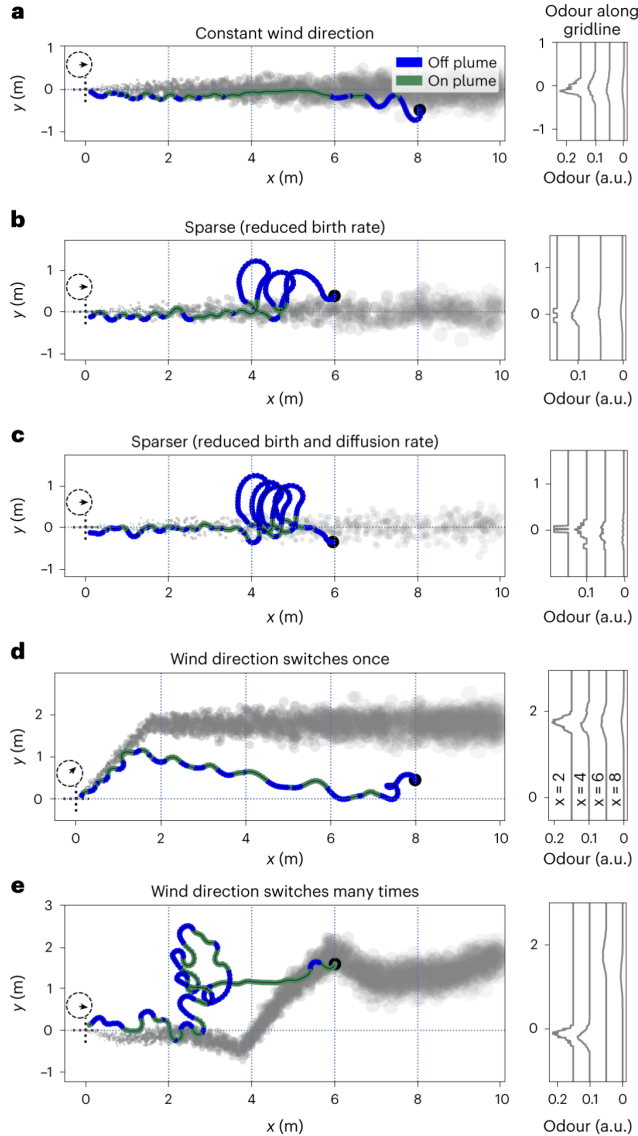 a
Constant wind direction
Odour along
gridline
Off plume
On plume
1
0
−1
y (m)
0 2 4 6 8 10
x (m)
1
0
−1
0.2 0.1 0
Odour (a.u.)
b
Sparse (reduced birth rate)
1
0
−1
y (m)
0 2 4 6 8 10
x (m)
1
0
0.1 0
Odour (a.u.)
c
Sparser (reduced birth and diffusion rate)
1
0
−1
y (m)
0 2 4 6 8 10
x (m)
1
0
0.1 0
Odour (a.u.)
d
Wind direction switches once
2
1
0
y (m)
0 2 4 6 8 10
x (m)
2
0
x = 2
x = 4
x = 6
x = 8
0.2 0.1 0
Odour (a.u.)
e
Wind direction switches many times
3
2
1
0
−1
y (m)
0 2 4 6 8 10
x (m)
2
0
0.2 0.1 0
Odour (a.u.)